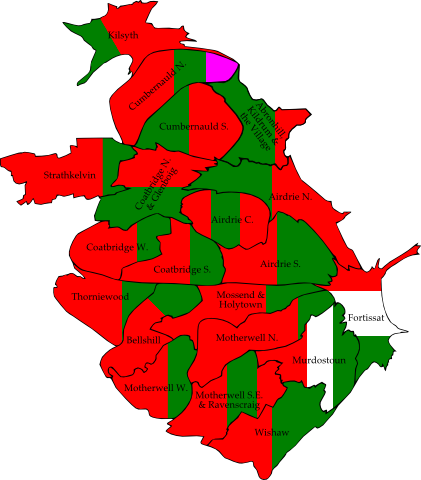 Kilsyth
Cumbernauld N.
Cumbernauld S.
Abronhill
Kildrum &
the Village
Strathkelvin
Coatbridge N.
& Glenboig
Airdrie N.
Airdrie C.
Coatbridge W.
Coatbridge S.
Airdrie S.
Thorniewood
Mossend &
Holytown
Fortissat
Bellshill
Motherwell N.
Murdostoun
Motherwell W.
Motherwell S.E.
& Ravenscraig
Wishaw